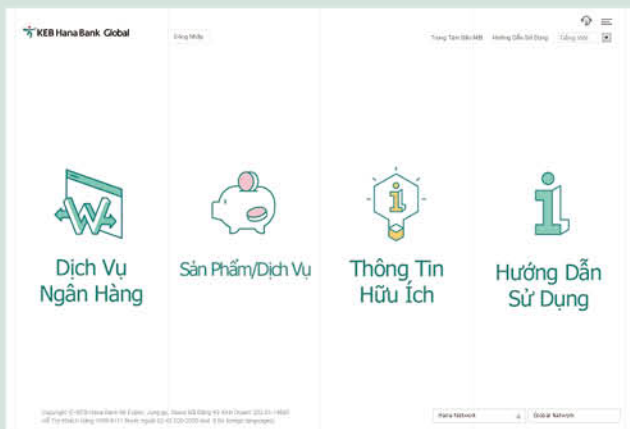 KEB Hana Bank Global
Đăng Nhập
Trung Tâm Bảo Mật Hướng Dẫn Sử Dụng Tiếng Việt
Dịch Vụ
Ngân Hàng
Sản Phẩm/Dịch Vụ
Thông Tin
Hữu Ích
Hướng Dẫn
Sử Dụng
Hana Network
Global Network